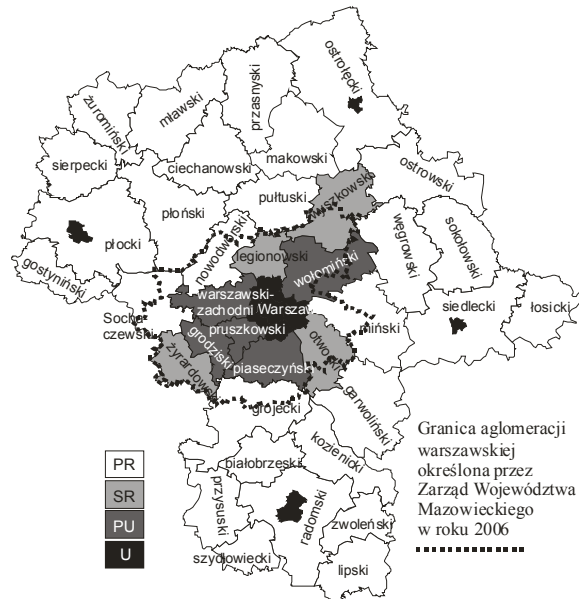 ostrołęcki
żuromiński
mławski
przasnyski
sierpecki
ciechanowski
makowski
ostrowski
płoński
pułtuski
wyszkowski
węgrowski
sokołowski
płocki
gostyniński
nowodworski
legionowski
wołomiński
siedlecki
łosicki
warszawski-
zachodni Warszaw
Socha-
czewski
pruszkowski
miński
grodziski
otwocki
żyrardowski
piaseczyński
garwoliński
grójecki
kozienicki
białobrzeski
przysuski
radomski
zwoleński
szydłowiecki
lipski
PR
SR
PU
U
Granica aglomeracji
warszawskiej
określona przez
Zarząd Województwa
Mazowieckiego
w roku 2006